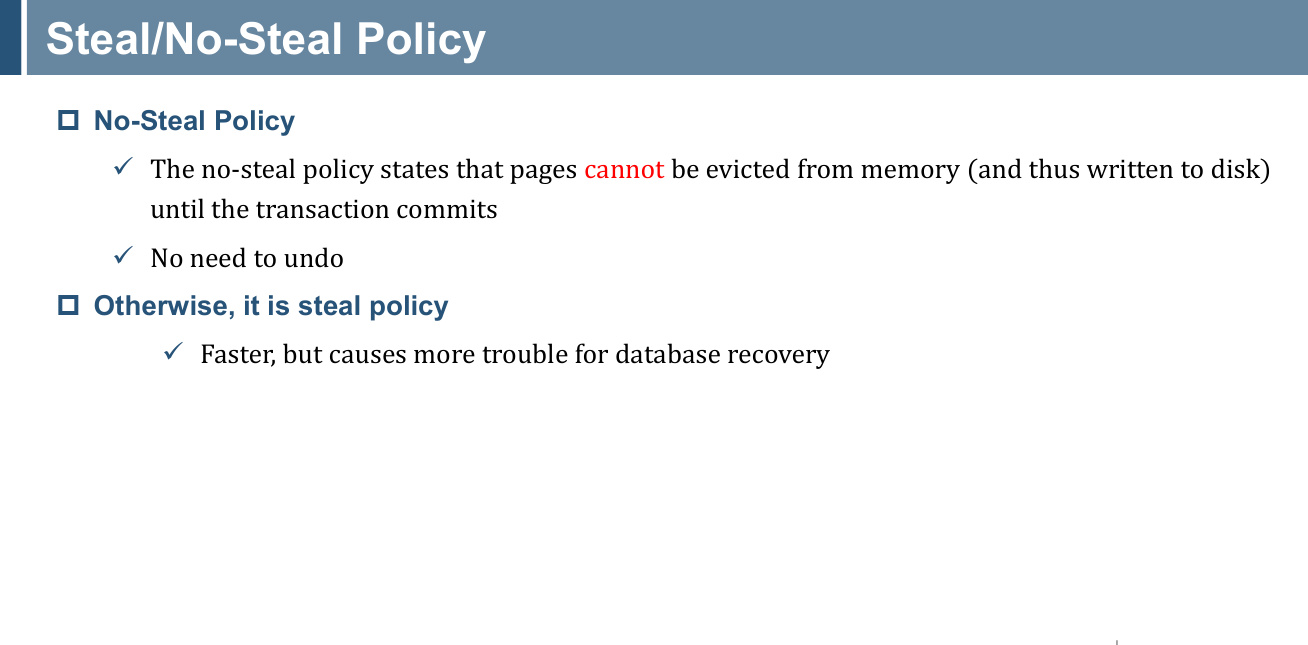 Steal/No-Steal Policy
No-Steal Policy
The no-steal policy states that pages cannot be evicted from memory (and thus written to disk)
until the transaction commits
No need to undo
Otherwise, it is steal policy
Faster, but causes more trouble for database recovery